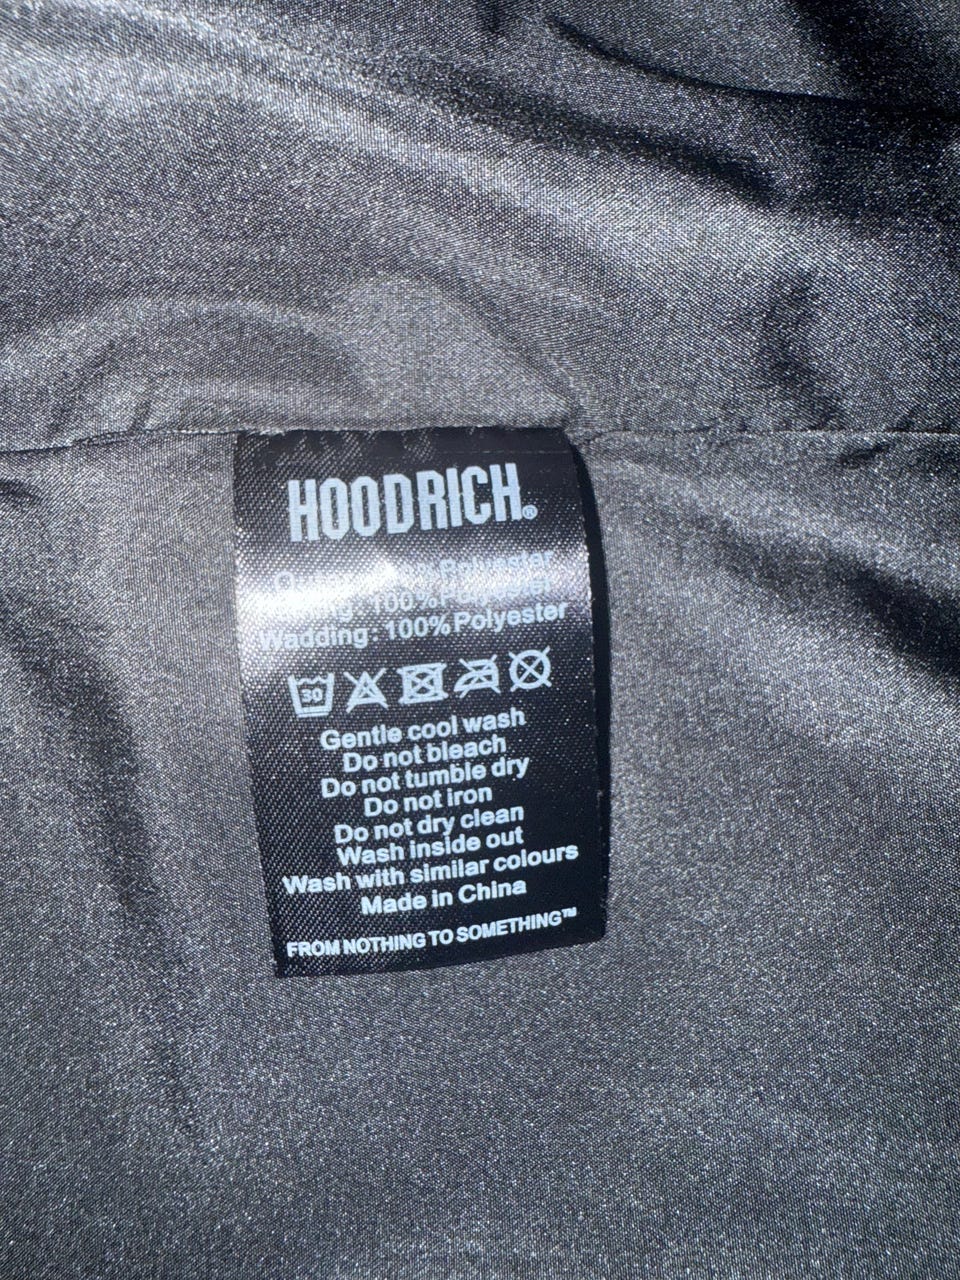 HOODRICH®
Polyester
100%Polyester
Wadding: 100%Polyester
30
Gentle cool wash
Do not bleach
Do not tumble dry
Do not iron
Do not dry clean
Wash inside out
Wash with similar colours
Made in China
FROM NOTHING TO SOMETHING™